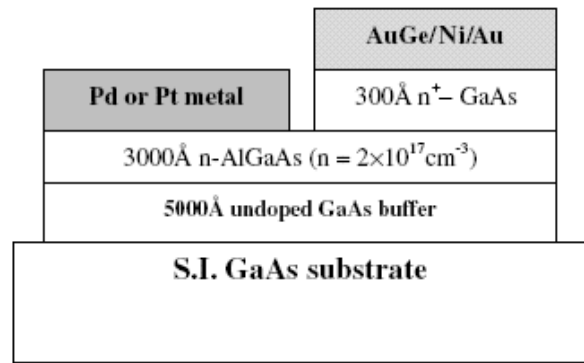 AuGe/Ni/Au
Pd or Pt metal
300Å n⁺– GaAs
3000Å n-AlGaAs (n = 2×10¹⁷cm⁻³)
5000Å undoped GaAs buffer
S.I. GaAs substrate